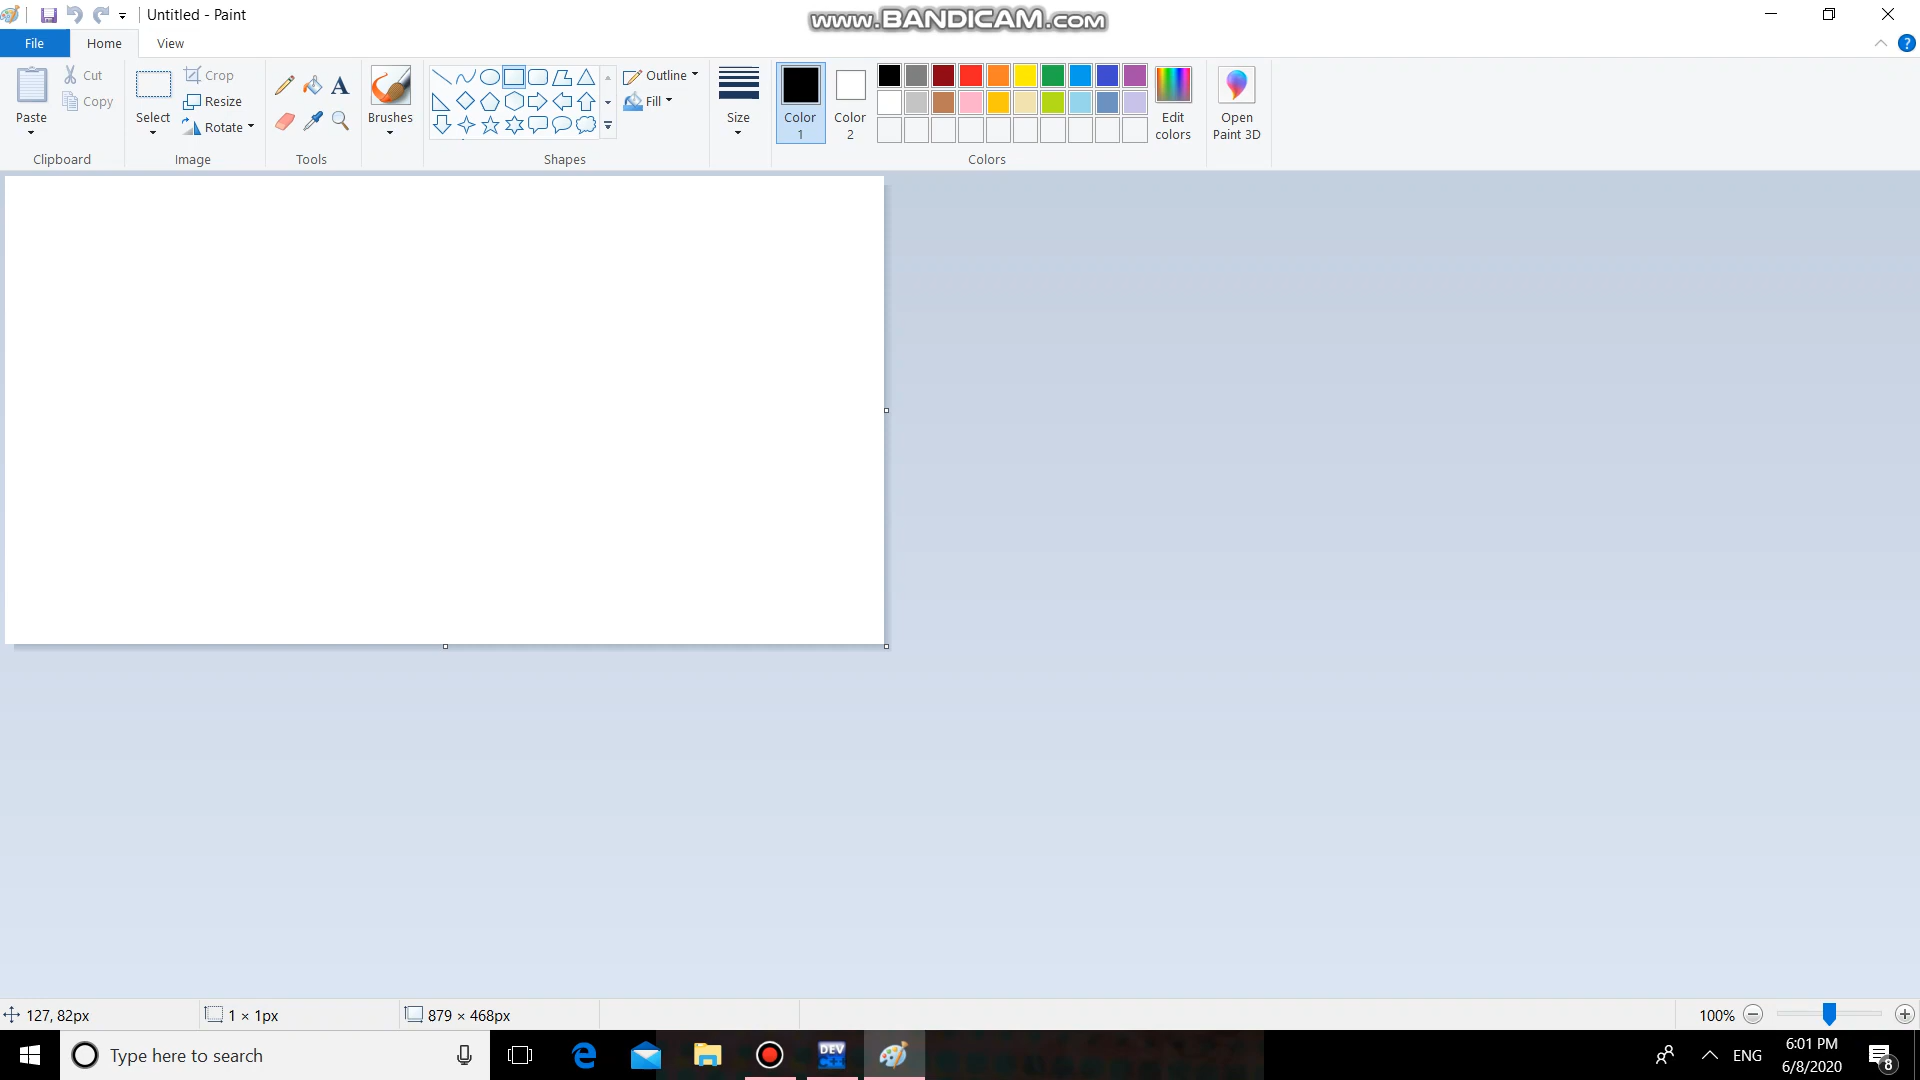 Untitled - Paint
www.BANDICAM.com
File
Home
View
Paste
Cut
Copy
Clipboard
Select
Crop
Resize
Rotate
Image
A
Tools
Brushes
Outline
Fill
Shapes
Size
Color
1
Color
2
Edit
colors
Colors
Open
Paint 3D
?
127, 82px
1 × 1px
879 × 468px
100%
Type here to search
DEV
C++
ENG
6:01 PM
6/8/2020
8